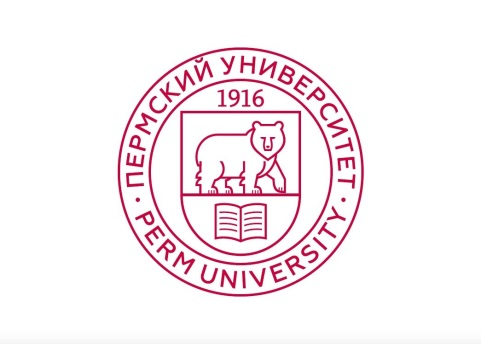 ПЕРМСКИЙ УНИВЕРСИТЕТ
1916
PERM UNIVERSITY